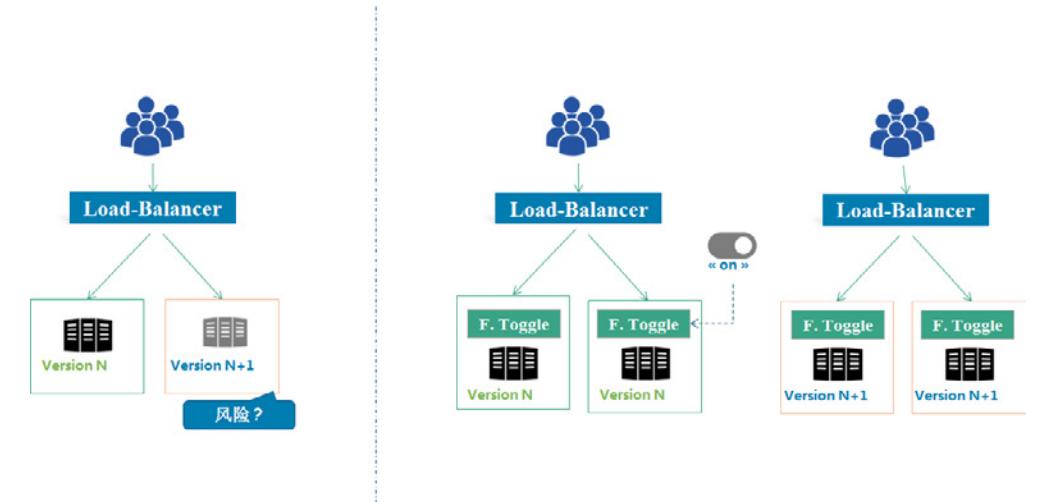 Load-Balancer
Version N
Version N+1
风险？
Load-Balancer
« on »
F. Toggle
F. Toggle
Version N
Version N
Load-Balancer
F. Toggle
F. Toggle
Version N+1
Version N+1